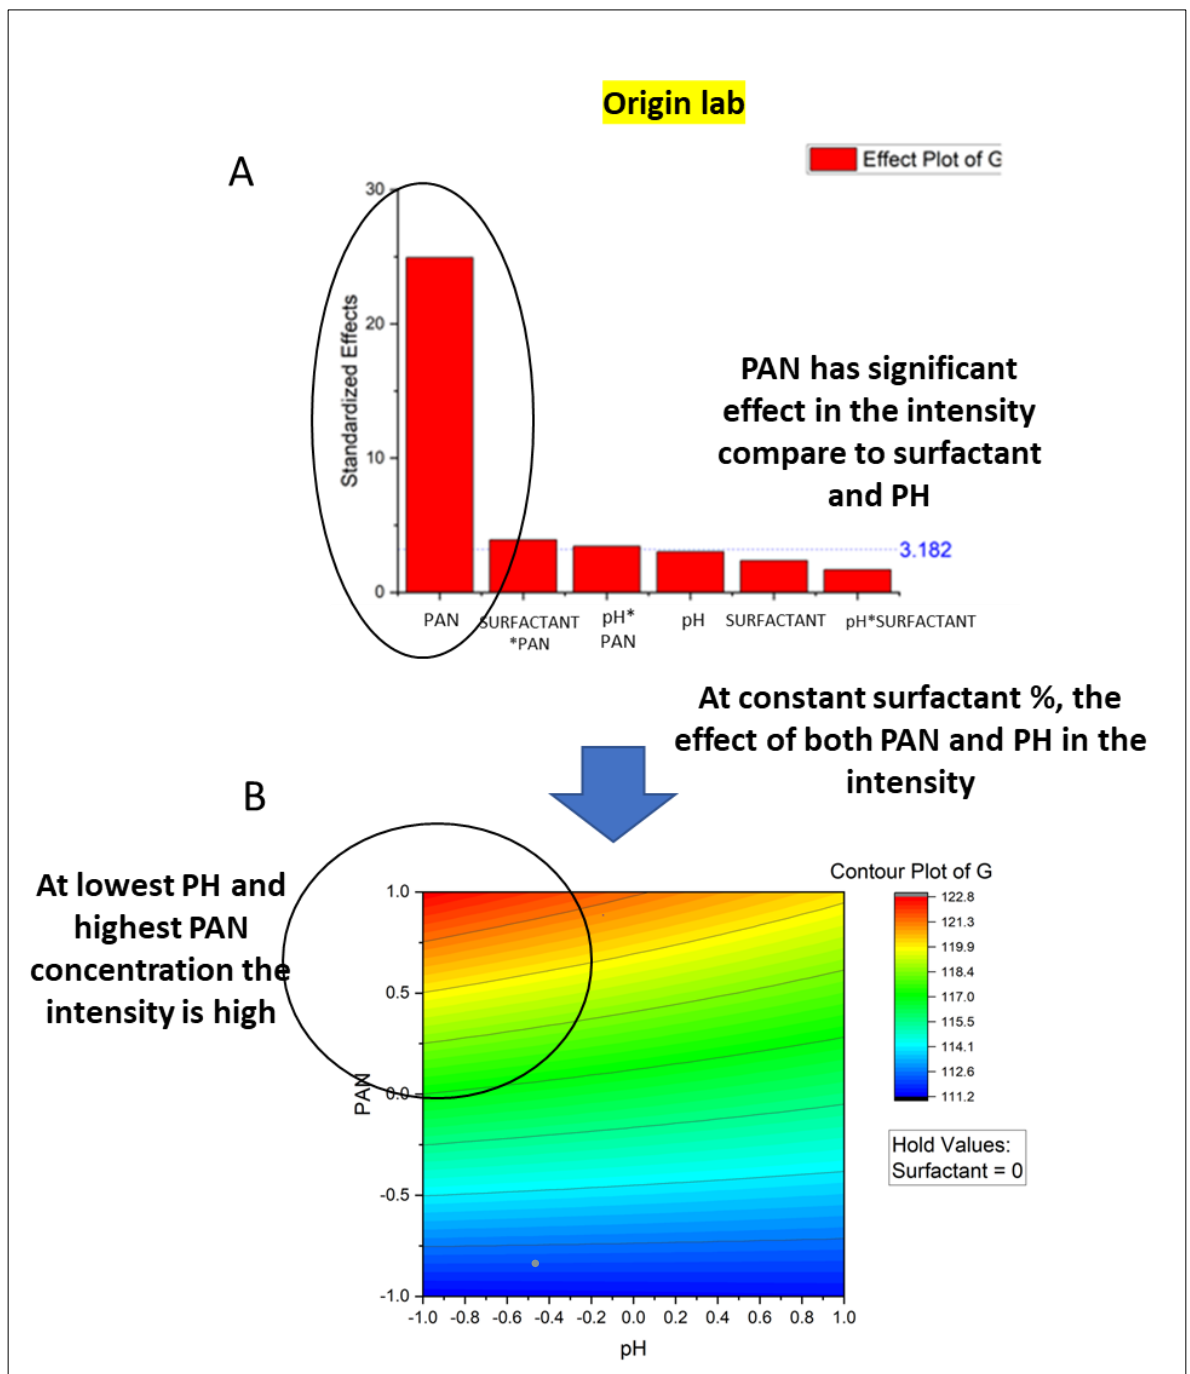 Origin lab
A
Effect Plot of G
30
20
10
0
Standardized Effects
3.182
PAN
SURFACTANT
*PAN
pH*
PAN
pH
SURFACTANT
pH*SURFACTANT
PAN has significant
effect in the intensity
compare to surfactant
and PH
At constant surfactant %, the
effect of both PAN and PH in the
intensity
B
At lowest PH and
highest PAN
concentration the
intensity is high
Contour Plot of G
122.8
121.3
119.9
118.4
117.0
115.5
114.1
112.6
111.2
Hold Values:
Surfactant = 0
1.0
0.5
0.0
-0.5
-1.0
PAN
-1.0 -0.8 -0.6 -0.4 -0.2 0.0 0.2 0.4 0.6 0.8 1.0
pH